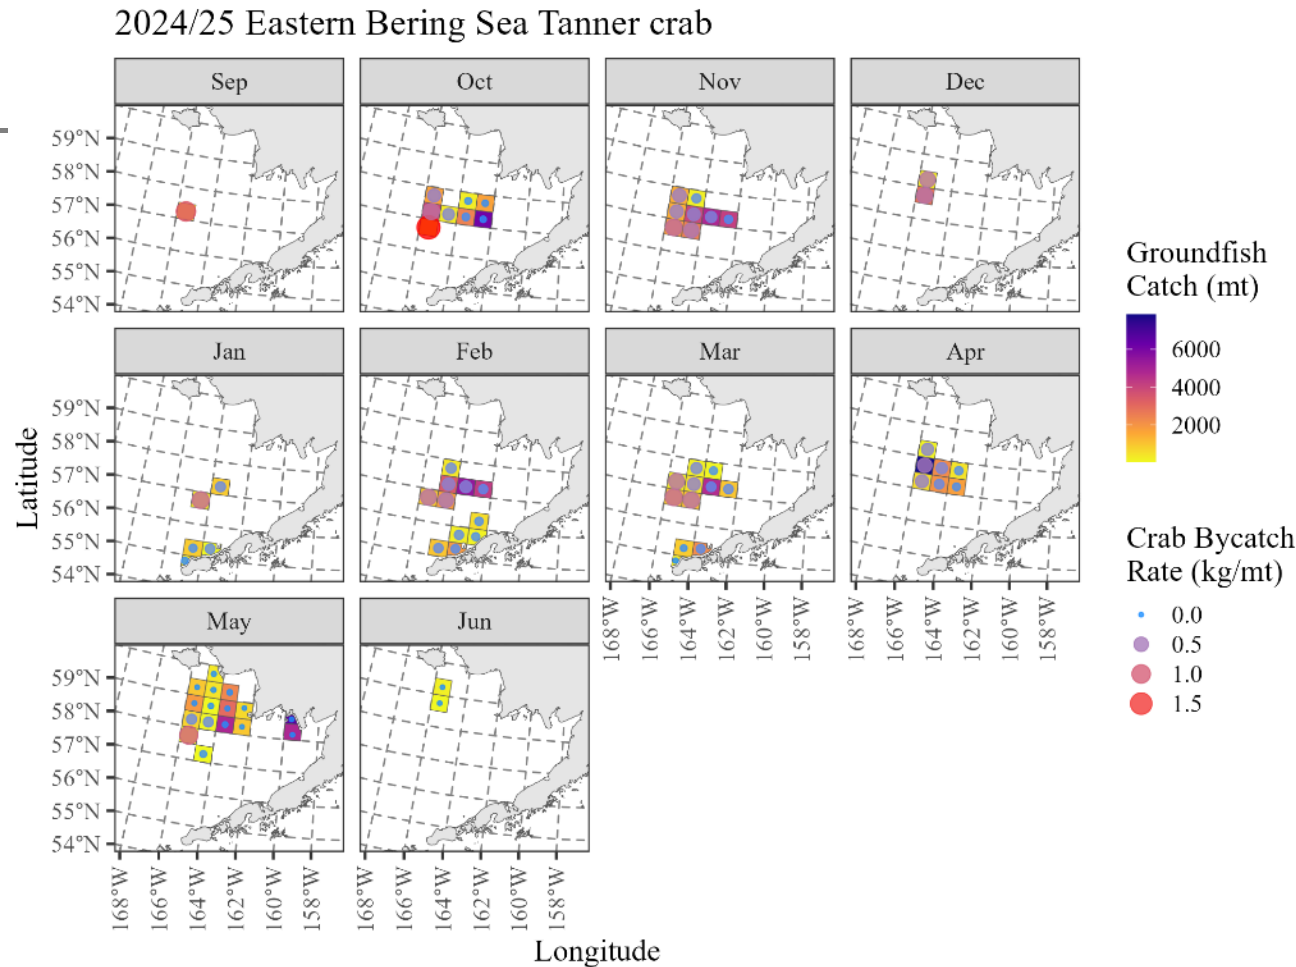 2024/25 Eastern Bering Sea Tanner crab
Sep
Oct
Nov
Dec
59°N
58°N
57°N
56°N
55°N
54°N
Jan
Feb
Mar
Apr
59°N
58°N
57°N
56°N
55°N
54°N
168°W
166°W
164°W
162°W
160°W
158°W
168°W
166°W
164°W
162°W
160°W
158°W
May
Jun
59°N
58°N
57°N
56°N
55°N
54°N
168°W
166°W
164°W
162°W
160°W
158°W
168°W
166°W
164°W
162°W
160°W
158°W
Latitude
Longitude
Groundfish
Catch (mt)
6000
4000
2000
Crab Bycatch
Rate (kg/mt)
0.0
0.5
1.0
1.5